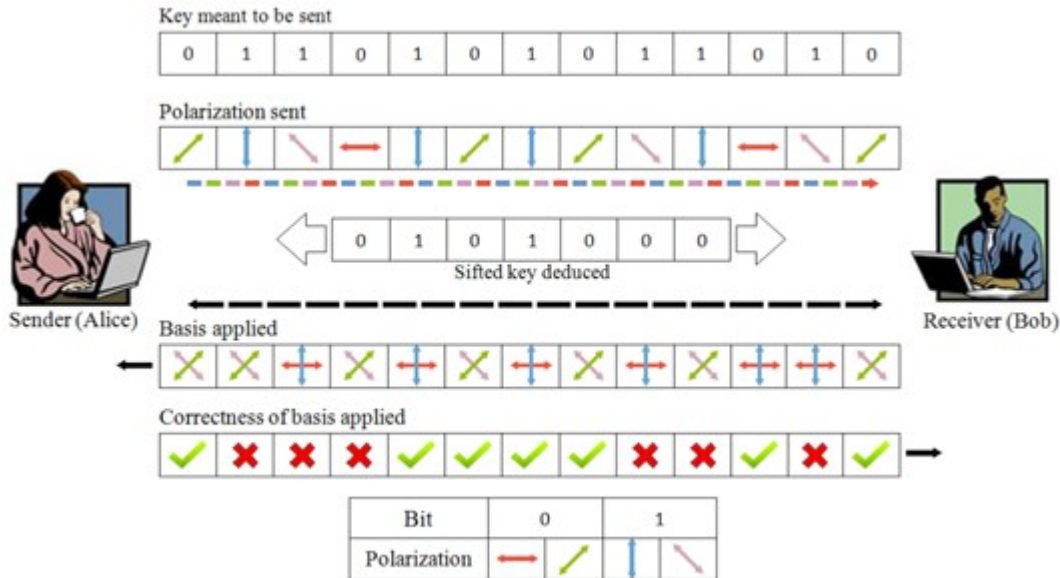 Key meant to be sent
0 1 1 0 1 0 1 0 1 1 0 1 0
Polarization sent
0 1 0 1 0 0 0
Sifted key deduced
Sender (Alice)
Receiver (Bob)
Basis applied
Correctness of basis applied
Bit 0 1
Polarization